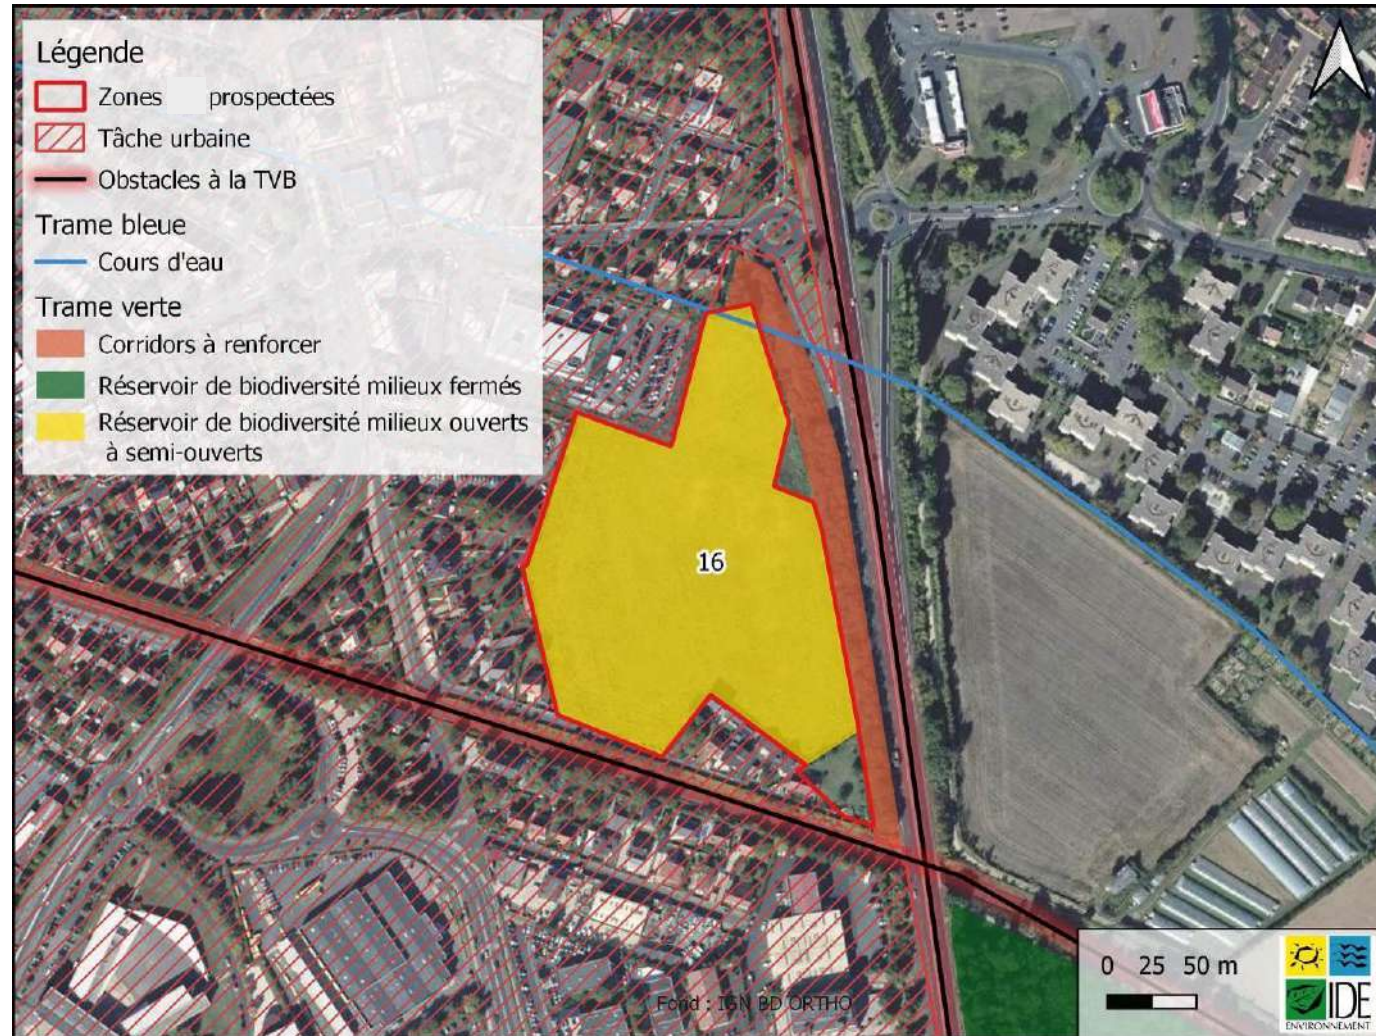 Légende
Zones prospectées
Tâche urbaine
Obstacles à la TVB
Trame bleue
Cours d'eau
Trame verte
Corridors à renforcer
Réservoir de biodiversité milieux fermés
Réservoir de biodiversité milieux ouverts
à semi-ouverts
16
0 25 50 m
Fond : IGN BD ORTHO
IDE
ENVIRONNEMENT